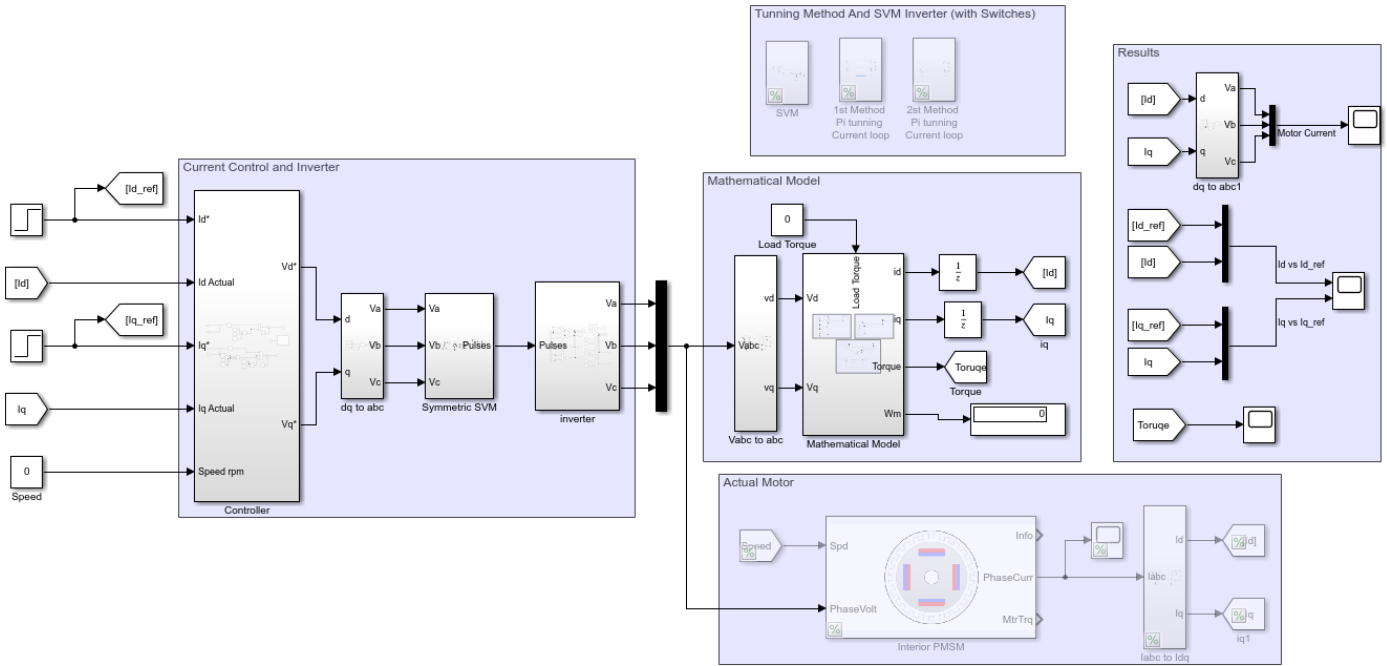 Tunning Method And SVM Inverter (with Switches)
SVM
1st Method
Pi tunning
Current loop
2st Method
Pi tunning
Current loop
Results
[Id]
Iq
d
q
Va
Vb
Vc
dq to abc1
Motor Current
[Id_ref]
[Id]
Id vs Id_ref
[Iq_ref]
Iq
Iq vs Iq_ref
Toruqe
Current Control and Inverter
[Id_ref]
[Id]
[Iq_ref]
Iq
0
Speed
Id*
Id Actual
Iq*
Iq Actual
Speed rpm
Vd*
Vq*
Controller
d
q
Va
Vb
Vc
dq to abc
Va
Vb
Vc
Pulses
Symmetric SVM
Pulses
Va
Vb
Vc
inverter
Mathematical Model
0
Load Torque
Vabc
vd
vq
Vabc to abc
Load Torque
Vd
Vq
id
iq
Torque
Wm
Mathematical Model
1
z
[Id]
1
z
Iq
iq
Toruqe
Torque
0
Actual Motor
Speed
Spd
PhaseVolt
Info
PhaseCurr
MtrTrq
Interior PMSM
Iabc
Id
Iq
Iabc to Idq
iq1